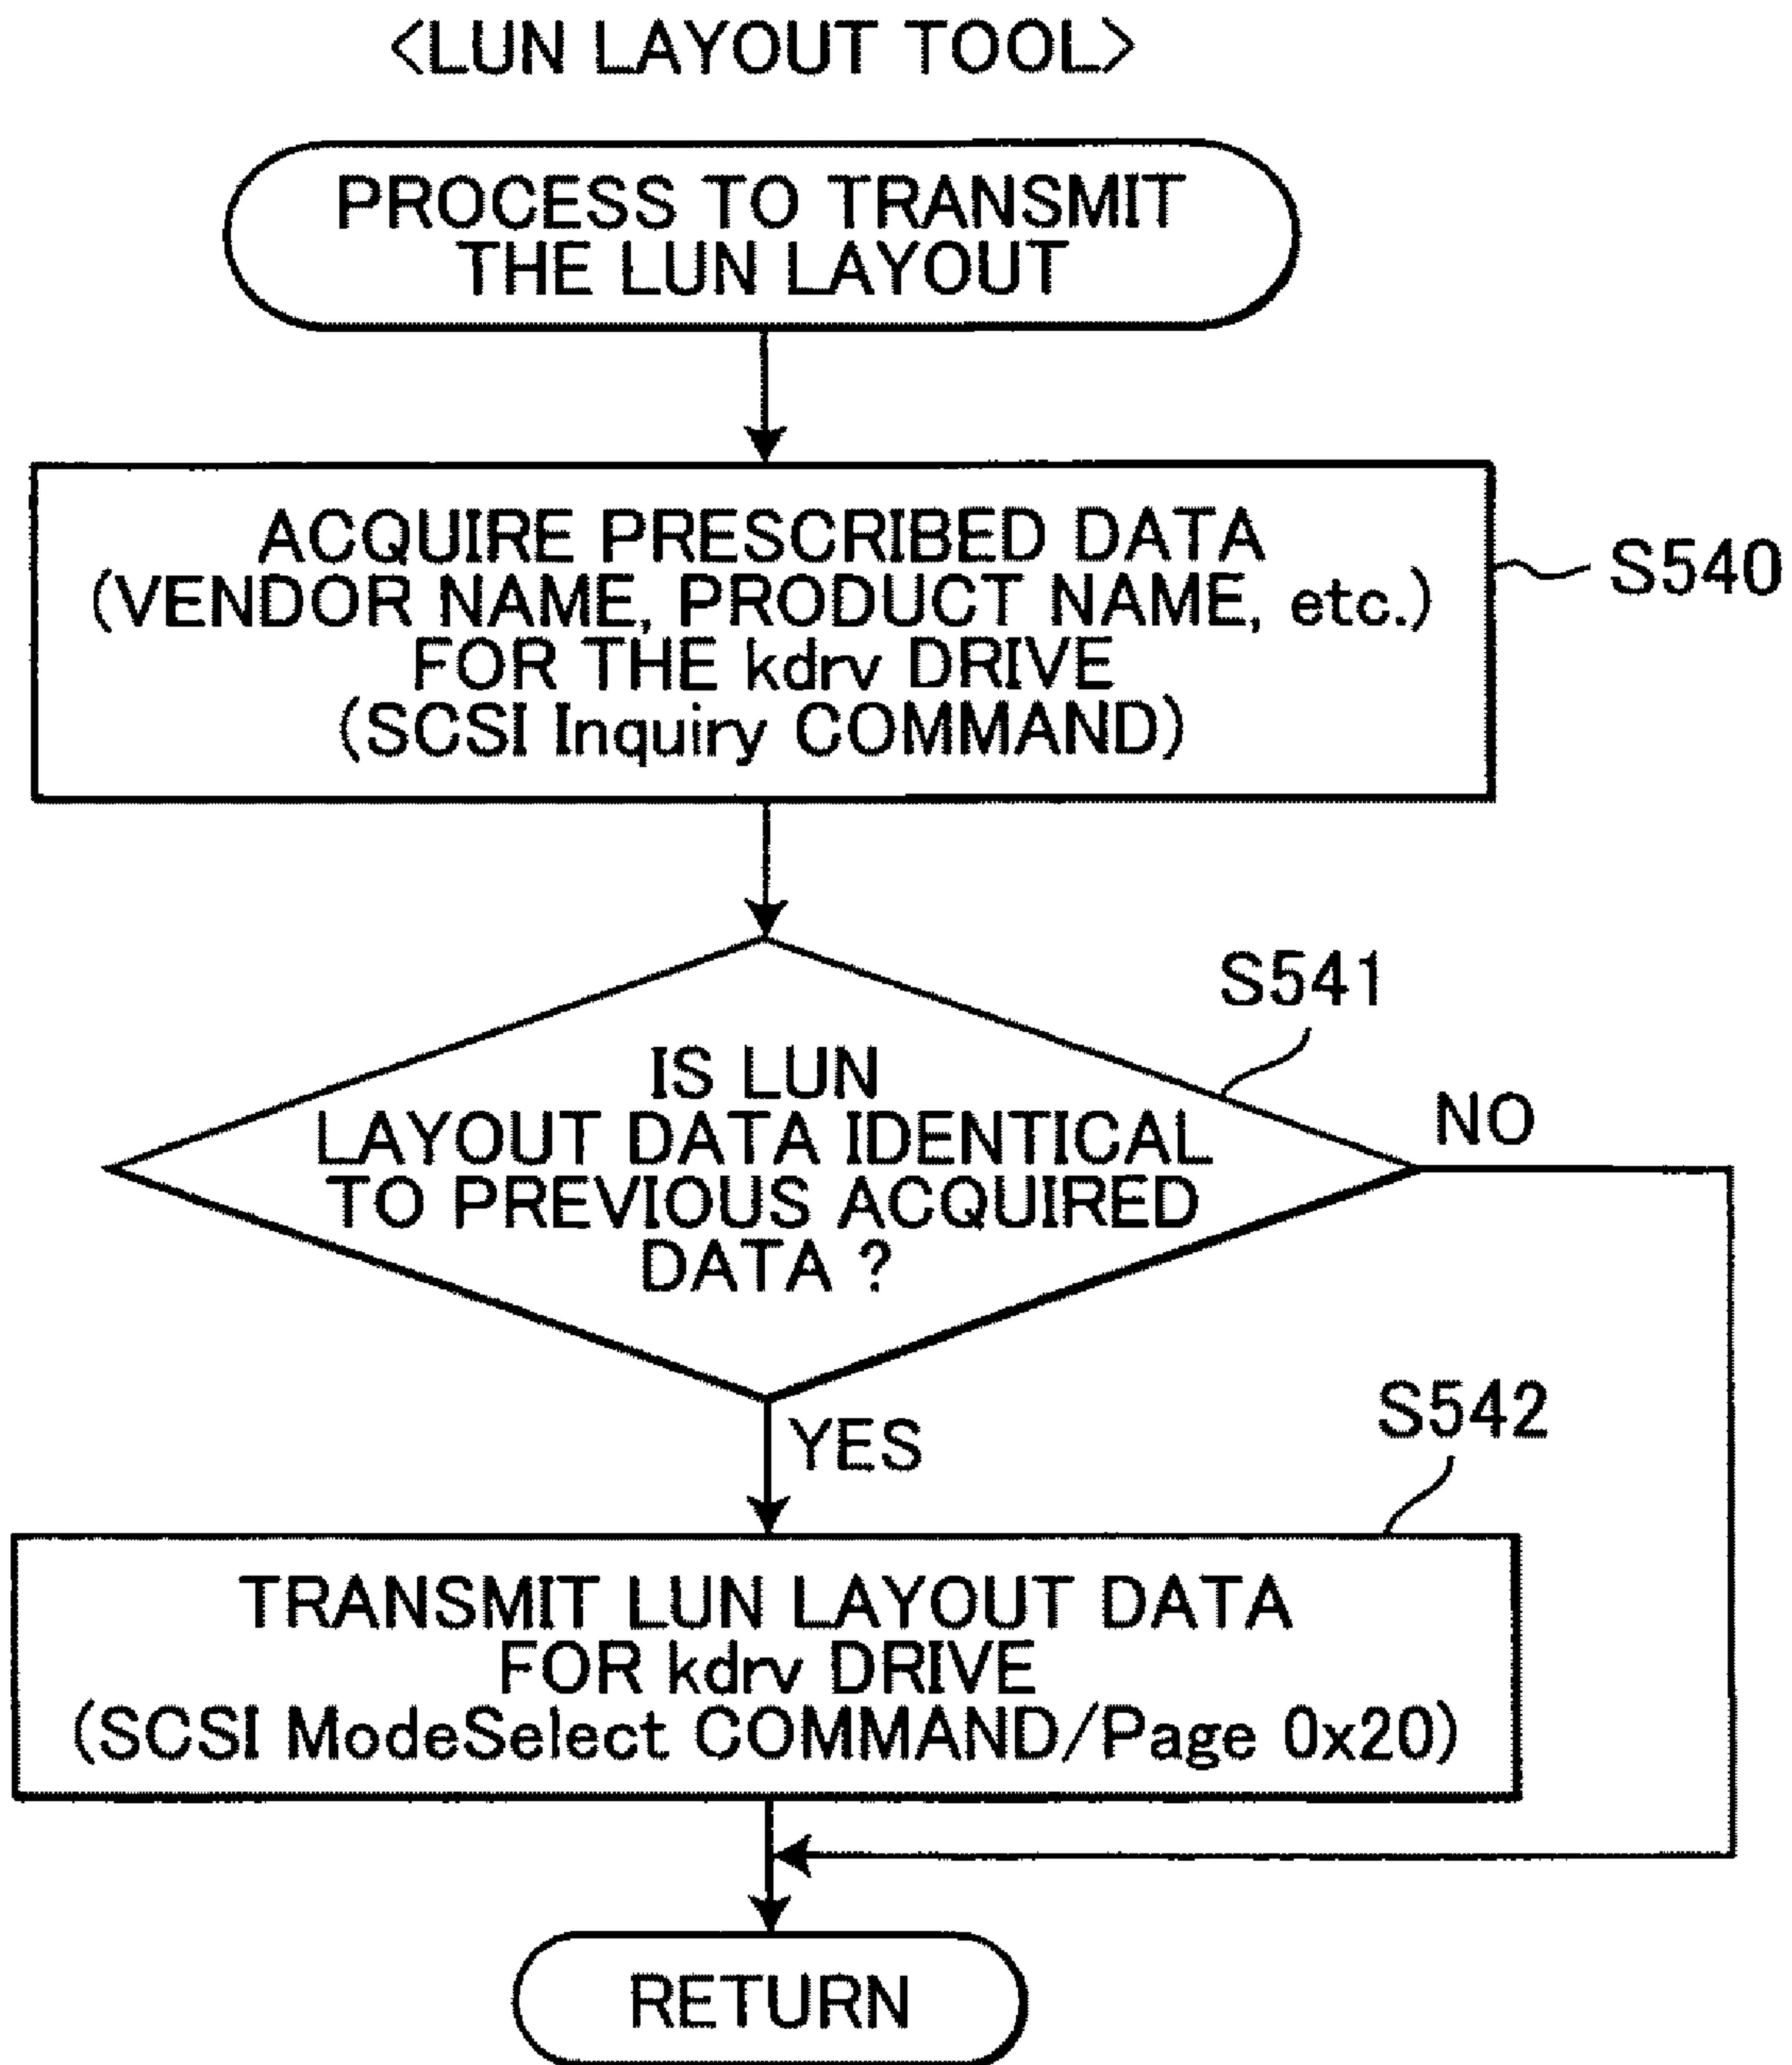 <LUN LAYOUT TOOL>
PROCESS TO TRANSMIT
THE LUN LAYOUT
ACQUIRE PRESCRIBED DATA
(VENDOR NAME, PRODUCT NAME, etc.)
FOR THE kdrv DRIVE
(SCSI Inquiry COMMAND)
S540
S541
IS LUN
LAYOUT DATA IDENTICAL
TO PREVIOUS ACQUIRED
DATA ?
NO
YES
S542
TRANSMIT LUN LAYOUT DATA
FOR kdrv DRIVE
(SCSI ModeSelect COMMAND/Page 0x20)
RETURN